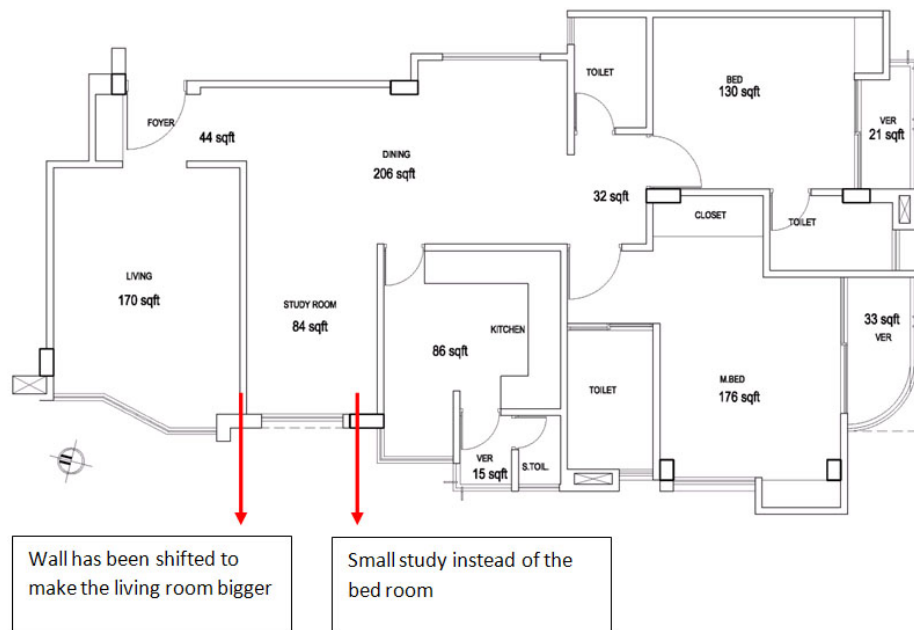 TOILET
BED
130 sqft
FOYER
44 sqft
VER
21 sqft
DINING
206 sqft
32 sqft
CLOSET
TOILET
LIVING
170 sqft
STUDY ROOM
84 sqft
KITCHEN
86 sqft
33 sqft
VER
TOILET
M.BED
176 sqft
VER
15 sqft
S.TOIL.
Wall has been shifted to
make the living room bigger
Small study instead of the
bed room